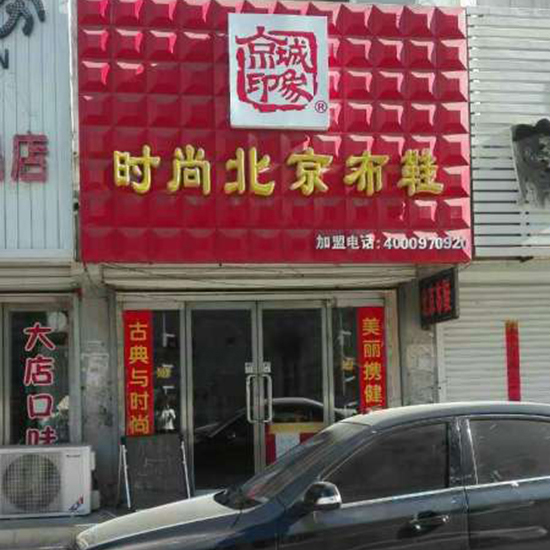 京城
印象
®
时尚北京布鞋
加盟电话:4000970920
店
大店口味
古典与时尚
美丽携健